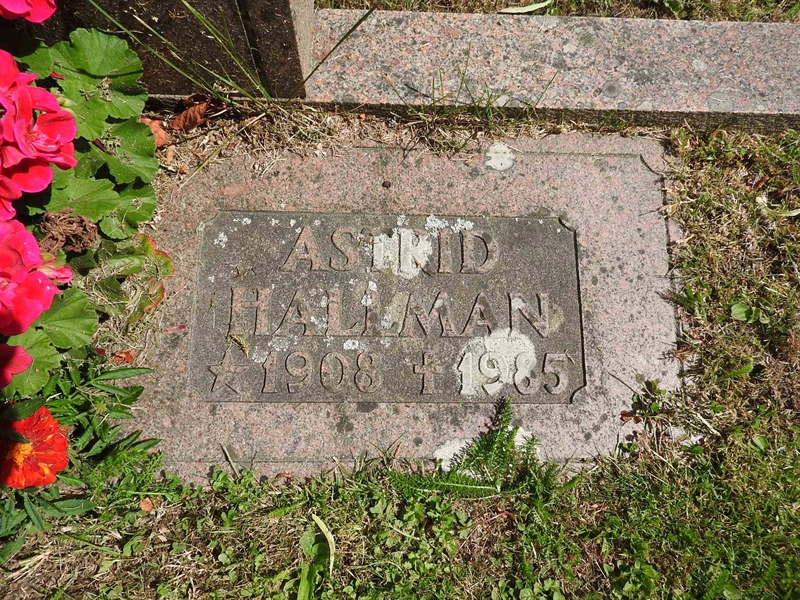 ASTRID
HALLMAN
★ 1908 ✝ 1985